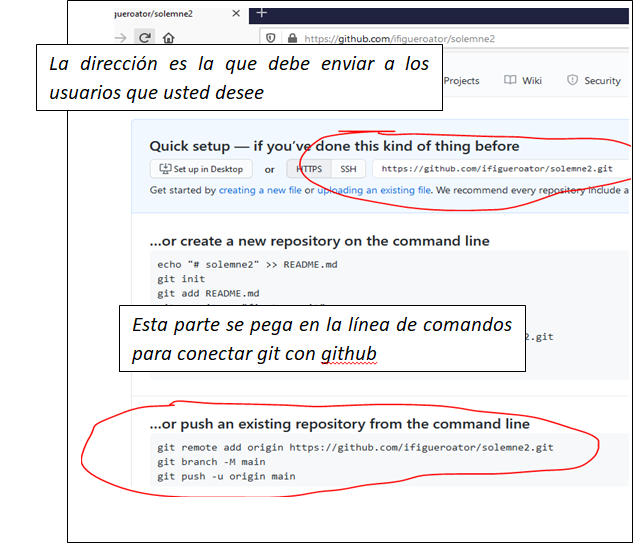 gueroator/solemne2
https://github.com/ifigueroator/solemne2
La dirección es la que debe enviar a los
usuarios que usted desee
Projects Wiki Security
Quick setup — if you've done this kind of thing before
Set up in Desktop or HTTPS SSH https://github.com/ifigueroator/solemne2.git
Get started by creating a new file or uploading an existing file. We recommend every repository include a
...or create a new repository on the command line
echo "# solemne2" >> README.md
git init
git add README.md
Esta parte se pega en la línea de comandos
para conectar git con github
2.git
...or push an existing repository from the command line
git remote add origin https://github.com/ifigueroator/solemne2.git
git branch -M main
git push -u origin main